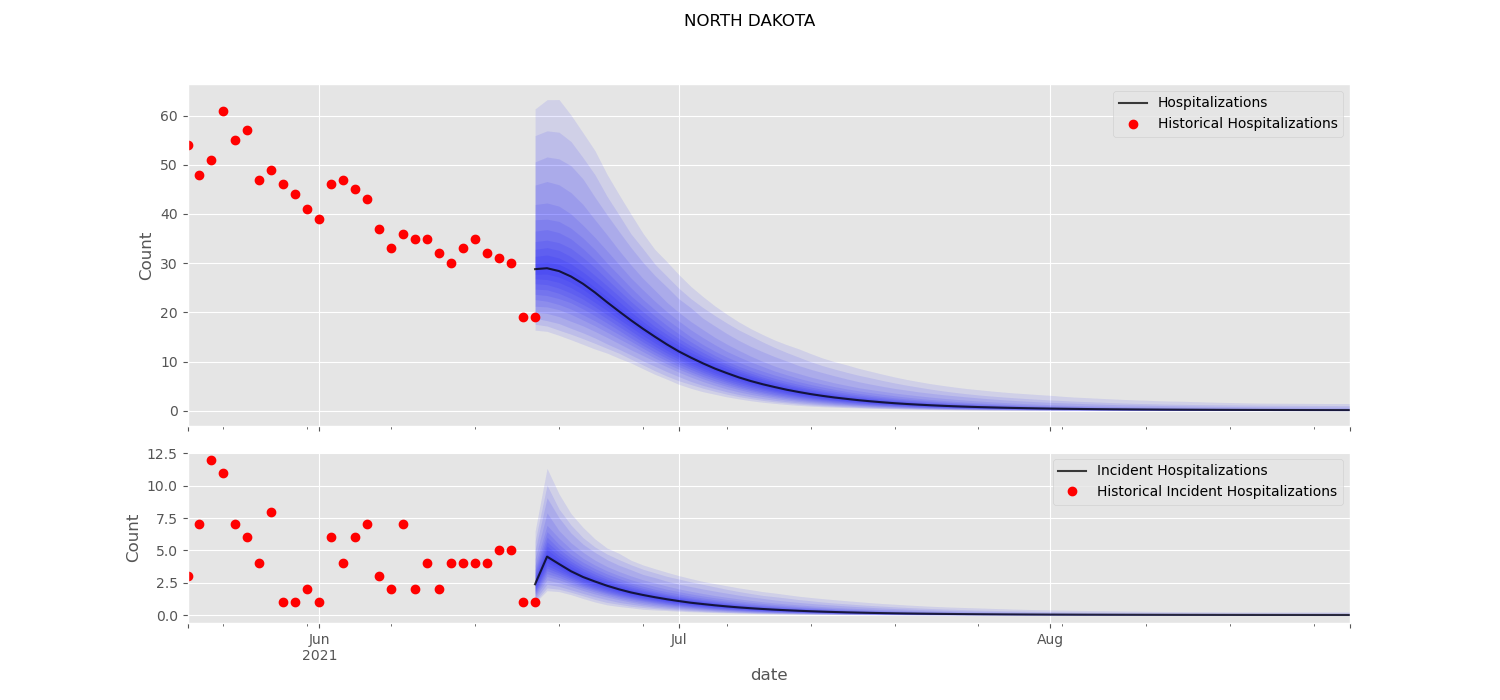 NORTH DAKOTA
Hospitalizations
Historical Hospitalizations
Count
60
50
40
30
20
10
0
Incident Hospitalizations
Historical Incident Hospitalizations
Count
12.5
10.0
7.5
5.0
2.5
0.0
Jun
2021
Jul
Aug
date